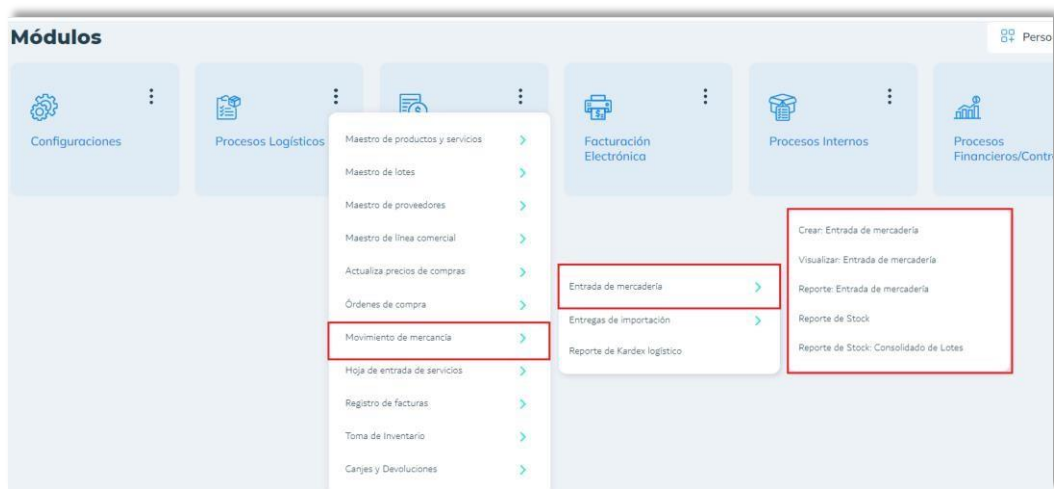 Módulos
Perso
Configuraciones
Procesos Logísticos
Facturación
Electrónica
Procesos Internos
Procesos
Financieros/Contr
Maestro de productos y servicios
Maestro de lotes
Maestro de proveedores
Maestro de línea comercial
Actualiza precios de compras
Órdenes de compra
Movimiento de mercancía
Hoja de entrada de servicios
Registro de facturas
Toma de Inventario
Canjes y Devoluciones
Entrada de mercadería
Entregas de importación
Reporte de Kardex logístico
Crear: Entrada de mercadería
Visualizar: Entrada de mercadería
Reporte: Entrada de mercadería
Reporte de Stock
Reporte de Stock: Consolidado de Lotes